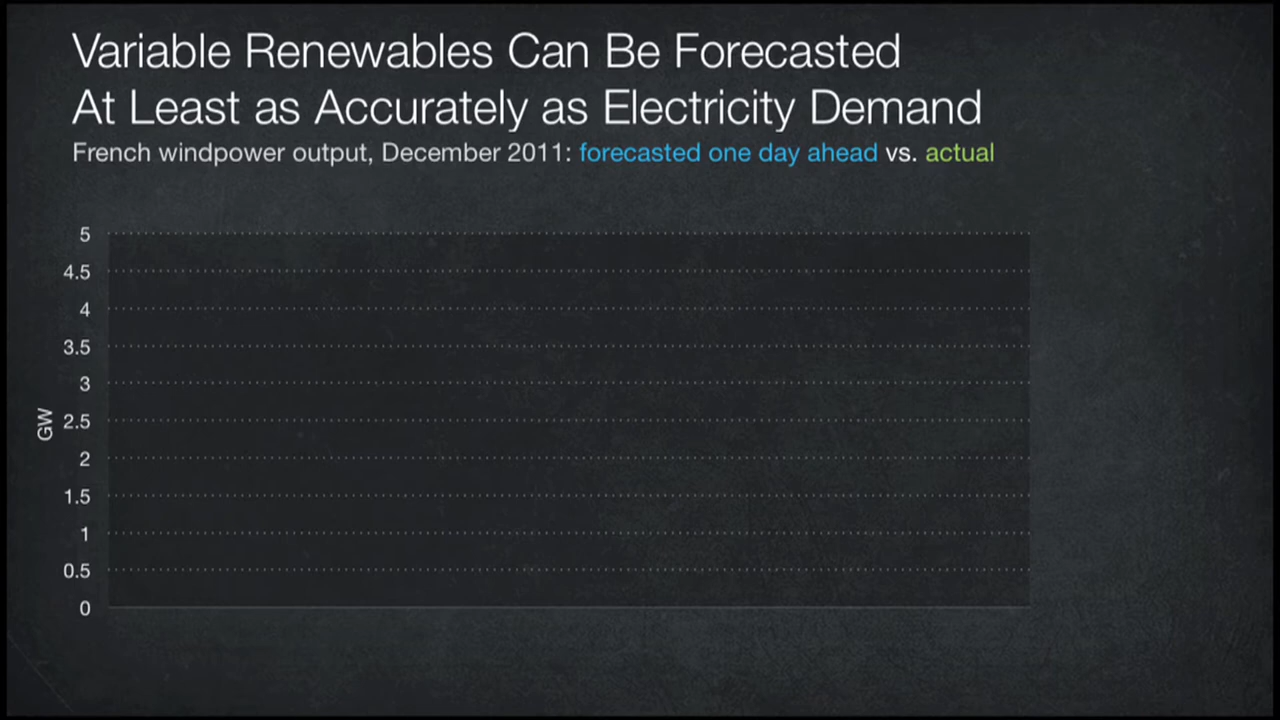 Variable Renewables Can Be Forecasted
At Least as Accurately as Electricity Demand
French windpower output, December 2011: forecasted one day ahead vs. actual
5
4.5
4
3.5
3
GW
2.5
2
1.5
1
0.5
0